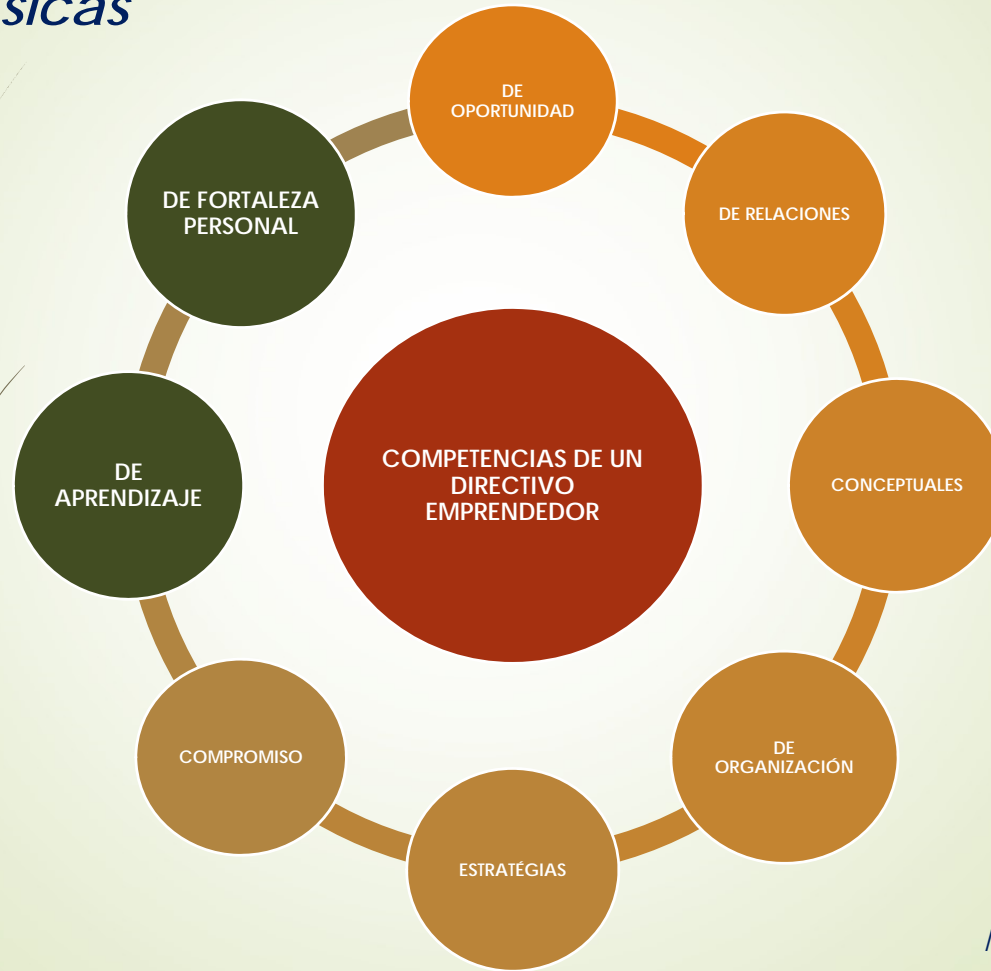 sicas
DE
OPORTUNIDAD
DE FORTALEZA
PERSONAL
DE RELACIONES
COMPETENCIAS DE UN
DIRECTIVO
EMPRENDEDOR
DE
APRENDIZAJE
CONCEPTUALES
COMPROMISO
DE
ORGANIZACIÓN
ESTRATÉGIAS